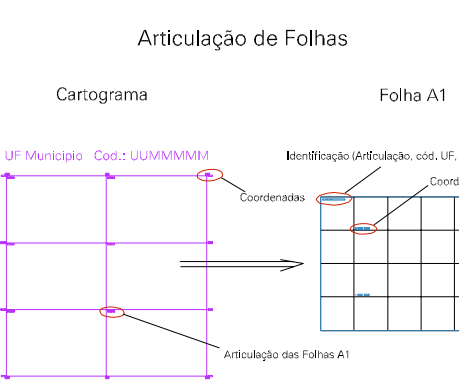 Articulação de Folhas
Cartograma
Folha A1
UF Municipio Cod.: UUMMMMM
Identificação (Articulação, cód. UF,
Coord
Coordenadas
Articulação das Folhas A1